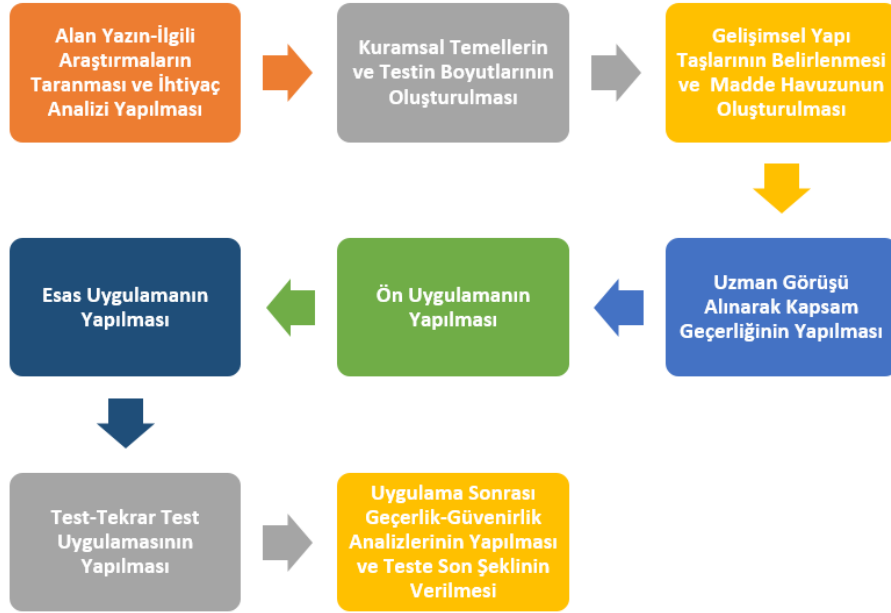 Alan Yazın-İlgili
Araştırmaların
Taranması ve İhtiyaç
Analizi Yapılması
Kuramsal Temellerin
ve Testin Boyutlarının
Oluşturulması
Gelişimsel Yapı
Taşlarının Belirlenmesi
ve Madde Havuzunun
Oluşturulması
Uzman Görüşü
Alınarak Kapsam
Geçerliğinin Yapılması
Ön Uygulamanın
Yapılması
Esas Uygulamanın
Yapılması
Test-Tekrar Test
Uygulamasının
Yapılması
Uygulama Sonrası
Geçerlik-Güvenirlik
Analizlerinin Yapılması
ve Teste Son Şeklinin
Verilmesi